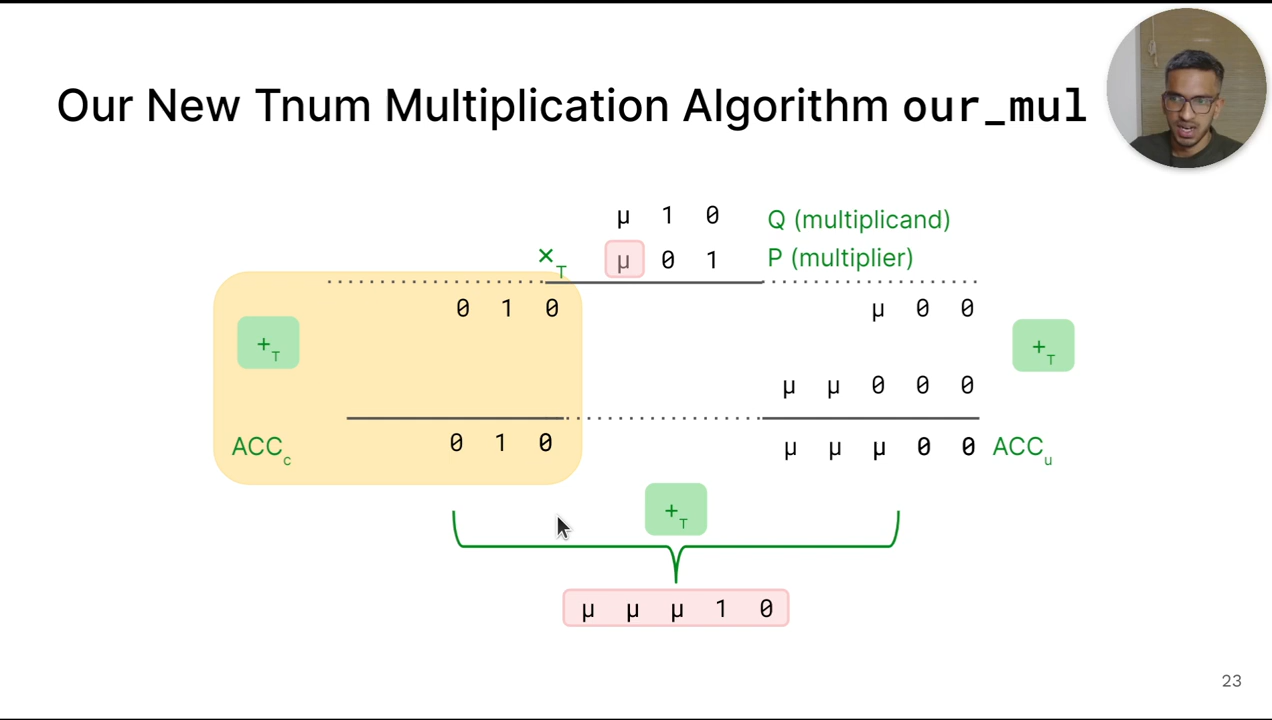 Our New Tnum Multiplication Algorithm our_mul
µ 1 0 Q (multiplicand)
×T µ 0 1 P (multiplier)
0 1 0 µ 0 0
+T +T
µ µ 0 0 0
ACCc 0 1 0 µ µ µ 0 0 ACCu
+T
µ µ µ 1 0
23